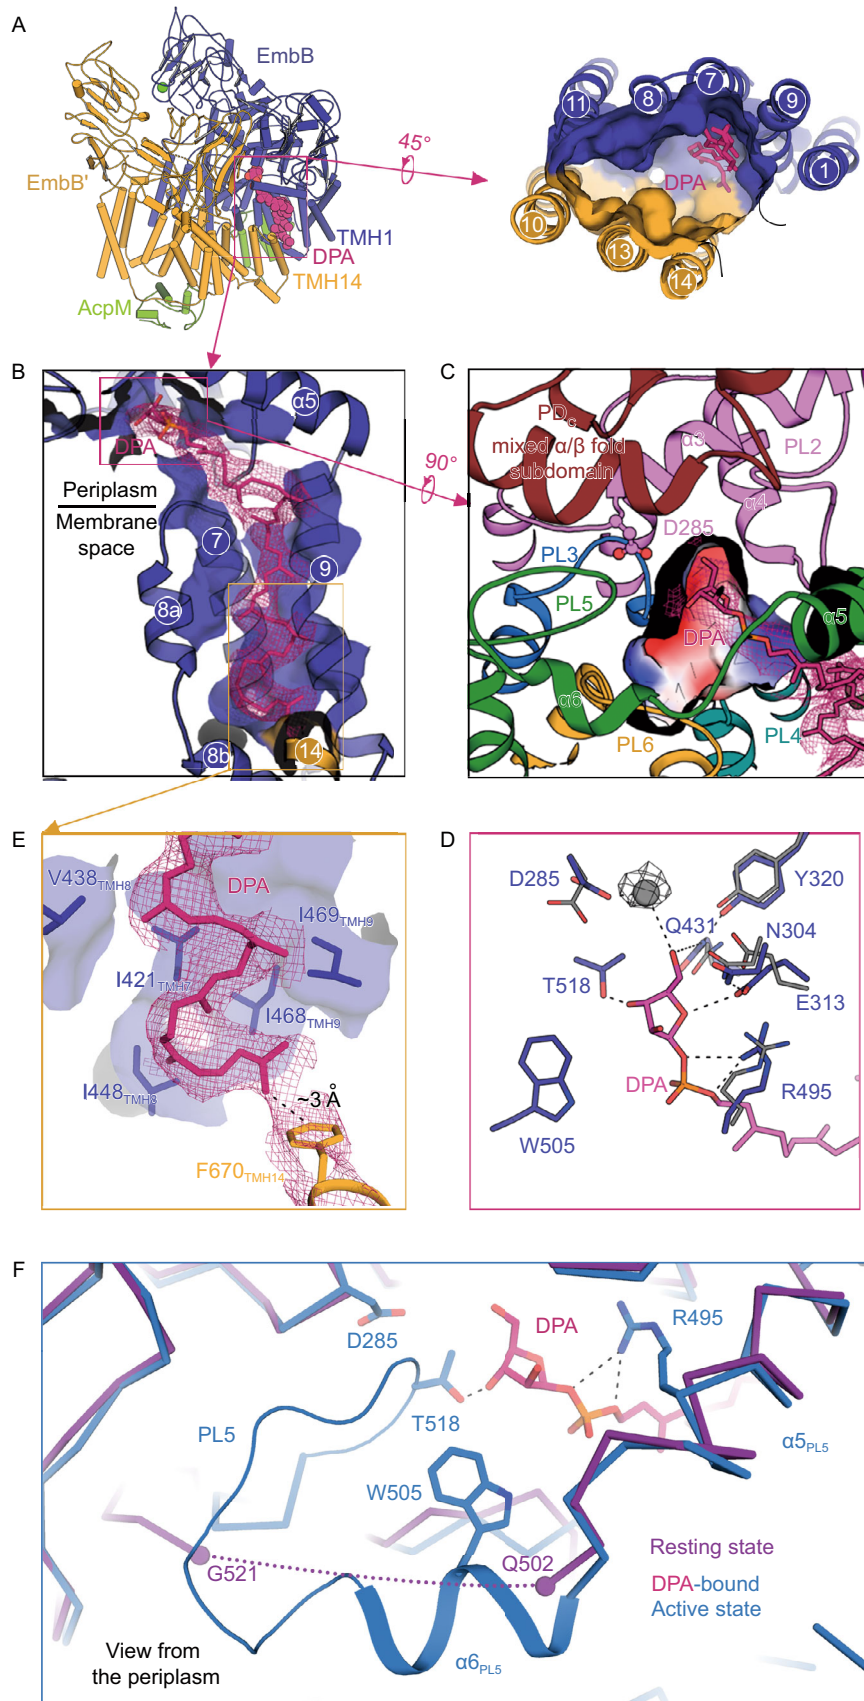 A
EmbB
EmbB'
TMH1
DPA
TMH14
AcpM
45°
11
8
7
9
1
DPA
10
13
14
B
α5
DPA
Periplasm
Membrane
space
7
9
8a
8b
14
90°
C
PDc
mixed α/β fold
subdomain
α3
PL2
α4
D285
PL3
PL5
DPA
α5
α6
PL6
PL4
E
V438TMH8
DPA
I469TMH9
I421TMH7
I468TMH9
I448TMH8
~3 Å
F670TMH14
D
D285
Y320
Q431
N304
T518
E313
DPA
R495
W505
F
D285
DPA
R495
T518
PL5
α5PL5
W505
G521
Q502
Resting state
DPA-bound
Active state
View from
the periplasm
α6PL5